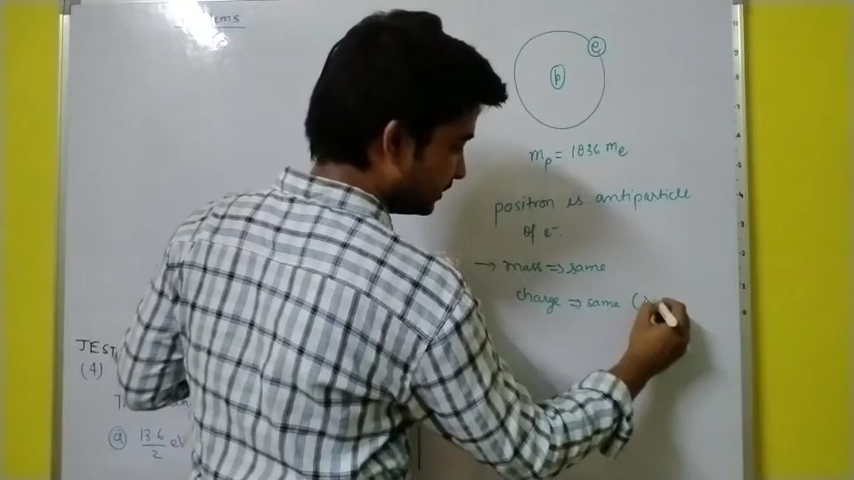 e
p
mp = 1836 me
positron is antiparticle
of e-.
→ mass => same
charge => same (
JEST
(4)
(a) 13.6/2 eV